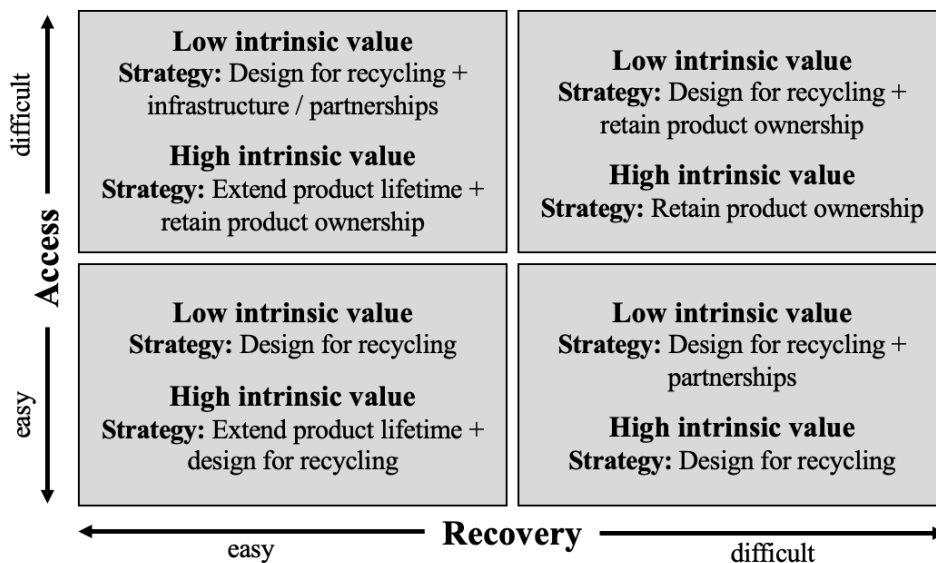 Low intrinsic value
Strategy: Design for recycling +
infrastructure / partnerships
High intrinsic value
Strategy: Extend product lifetime +
retain product ownership
Low intrinsic value
Strategy: Design for recycling +
retain product ownership
High intrinsic value
Strategy: Retain product ownership
Low intrinsic value
Strategy: Design for recycling
High intrinsic value
Strategy: Extend product lifetime +
design for recycling
Low intrinsic value
Strategy: Design for recycling +
partnerships
High intrinsic value
Strategy: Design for recycling
difficult
Access
easy
easy
Recovery
difficult